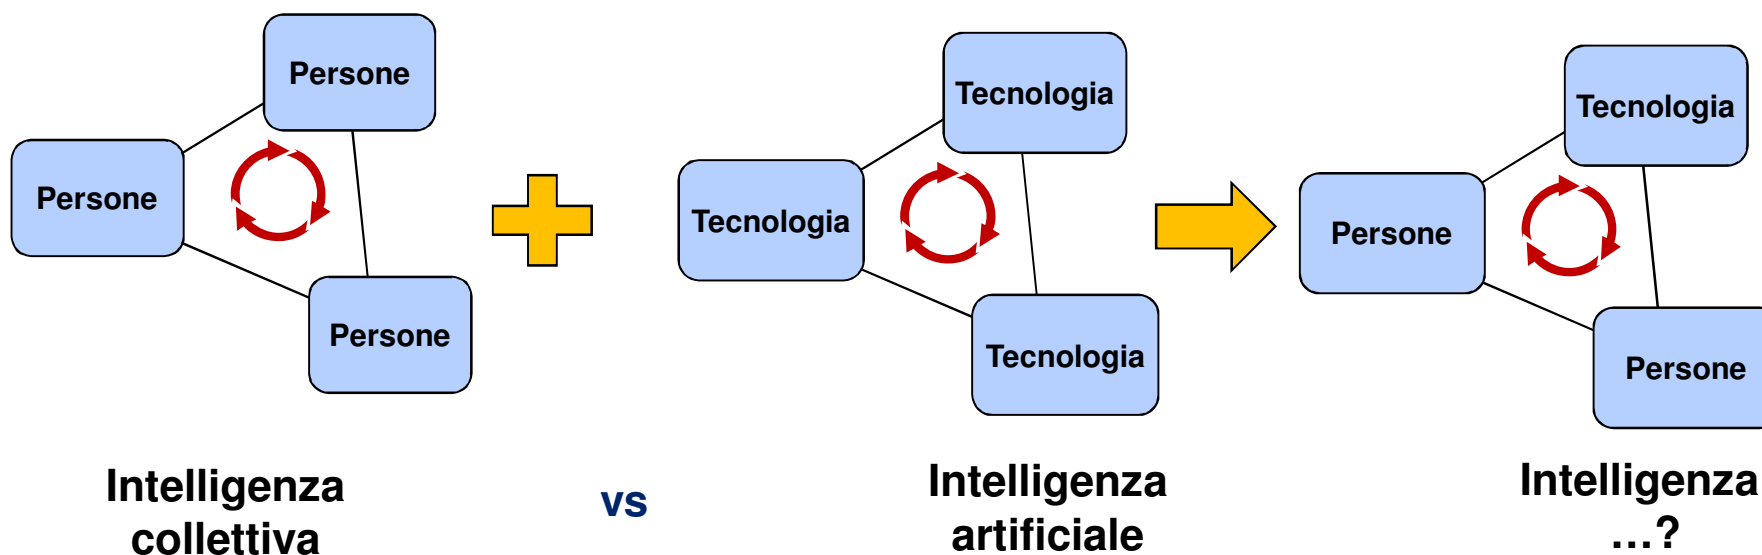 Persone
Persone
Persone
Intelligenza
collettiva
vs
Tecnologia
Tecnologia
Tecnologia
Intelligenza
artificiale
Tecnologia
Persone
Persone
Intelligenza
...?